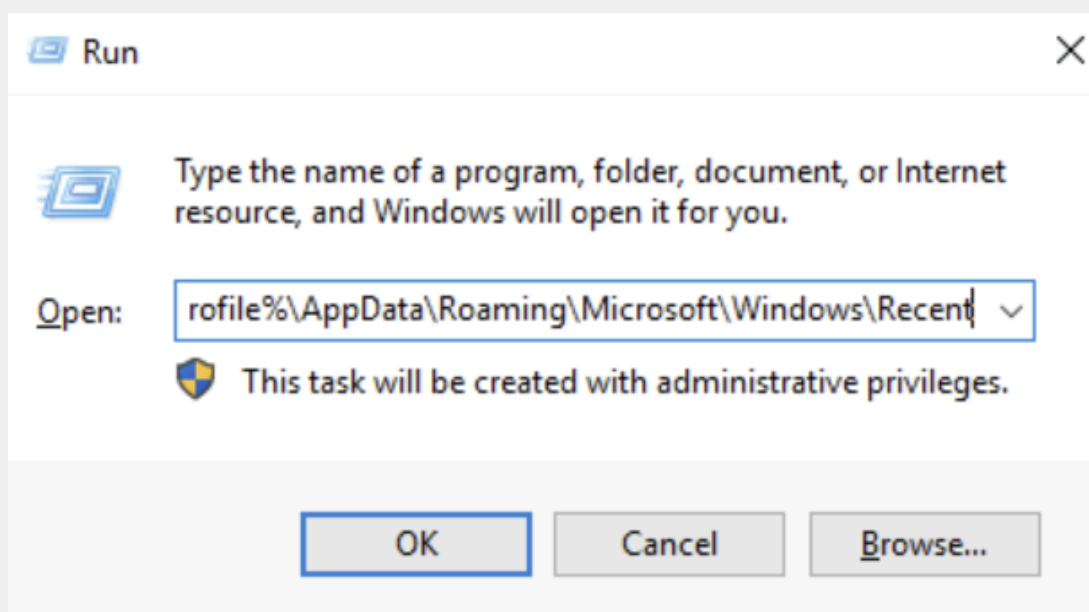 Run
Type the name of a program, folder, document, or Internet
resource, and Windows will open it for you.
Open: rofile%\AppData\Roaming\Microsoft\Windows\Recent
This task will be created with administrative privileges.
OK Cancel Browse...